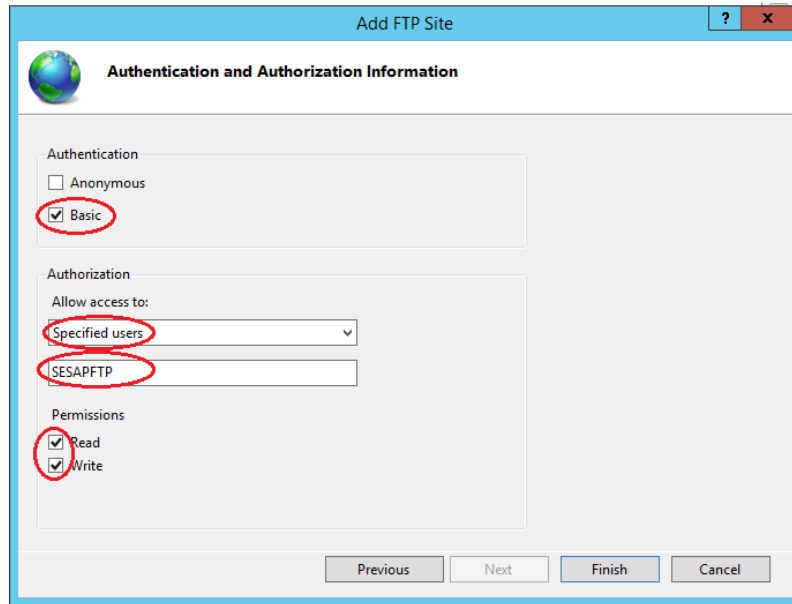 Add FTP Site
? x
Authentication and Authorization Information
Authentication
Anonymous
Basic
Authorization
Allow access to:
Specified users
SESAPFTP
Permissions
Read
Write
Previous Next Finish Cancel